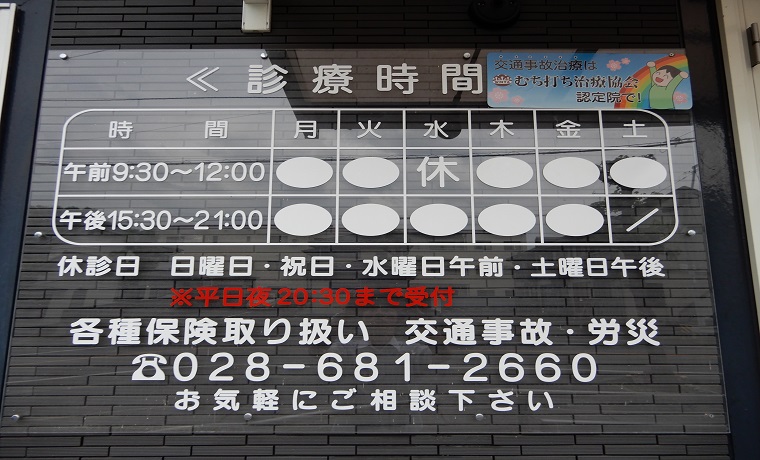 ≪ 診療時間
交通事故治療は
むち打ち治療協会
認定院で!
時間 月 火 水 木 金 土
午前9:30〜12:00 ● ● 休 ● ● ●
午後15:30〜21:00 ● ● ● ● ● /
休診日 日曜日・祝日・水曜日午前・土曜日午後
※平日夜20:30まで受付
各種保険取り扱い 交通事故・労災
☎028-681-2660
お気軽にご相談下さい